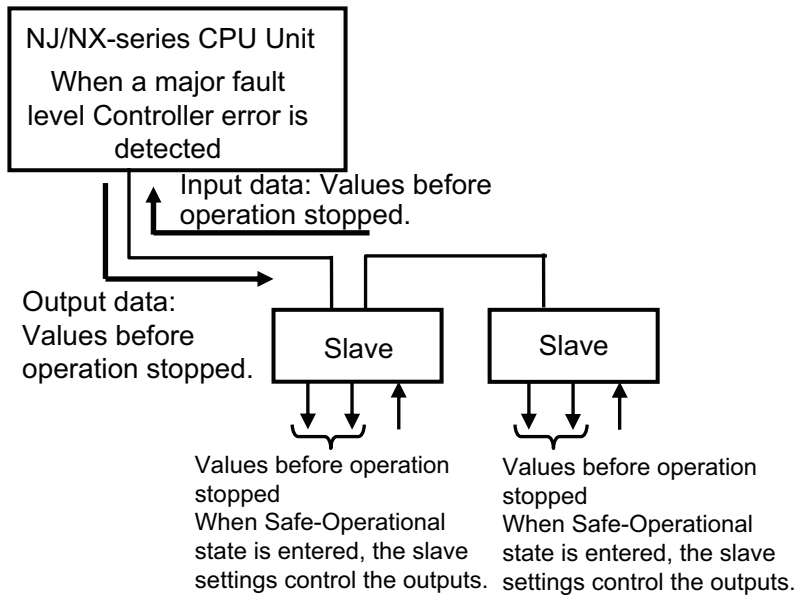 NJ/NX-series CPU Unit
When a major fault
level Controller error is
detected
Input data: Values before
operation stopped.
Output data:
Values before
operation stopped.
Slave
Slave
Values before operation
stopped
When Safe-Operational
state is entered, the slave
settings control the outputs.
Values before operation
stopped
When Safe-Operational
state is entered, the slave
settings control the outputs.